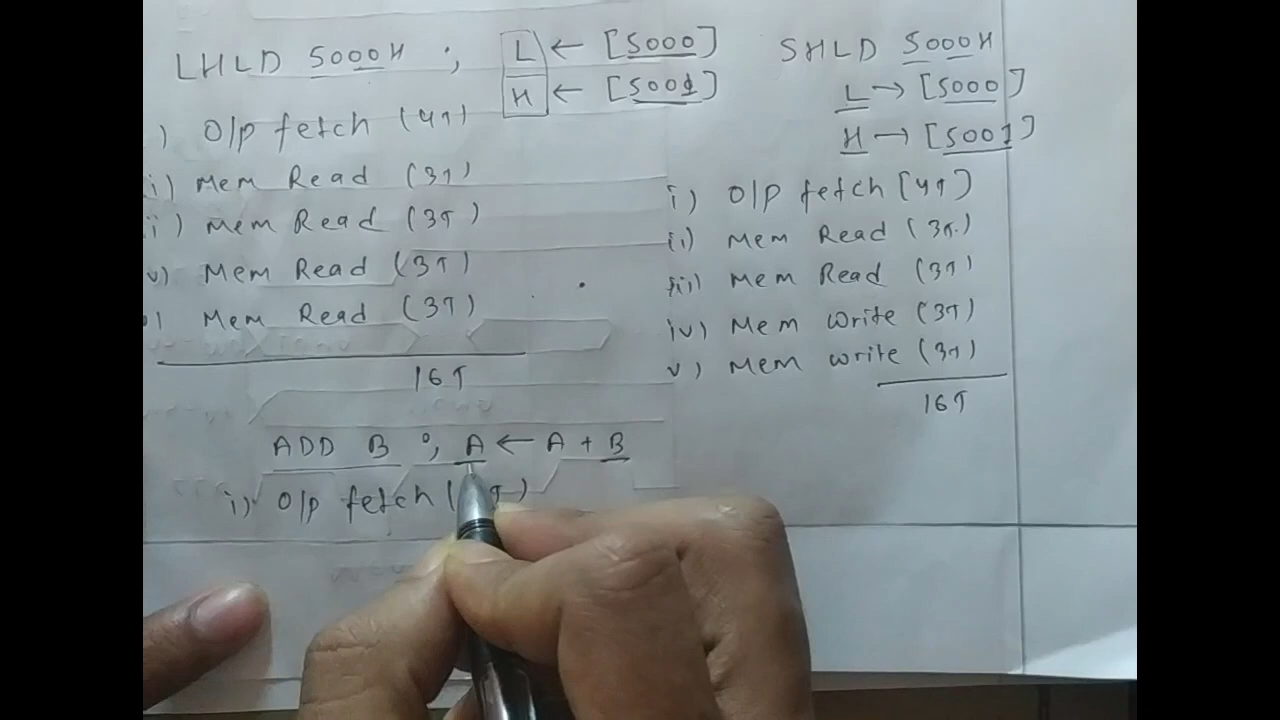 LHLD 5000H ; L ← [5000]
H ← [5001]
) O/p fetch (4T)
i) Mem Read (3T)
ii) Mem Read (3T)
v) Mem Read (3T)
) Mem Read (3T)
16T
SHLD 5000H
L → [5000]
H → [5001]
i) O/P fetch [4T]
ii) Mem Read (3T)
iii) Mem Read (3T)
iv) Mem Write (3T)
v) Mem write (3T)
16T
ADD B ; A ← A + B
i) O/p fetch ( T)